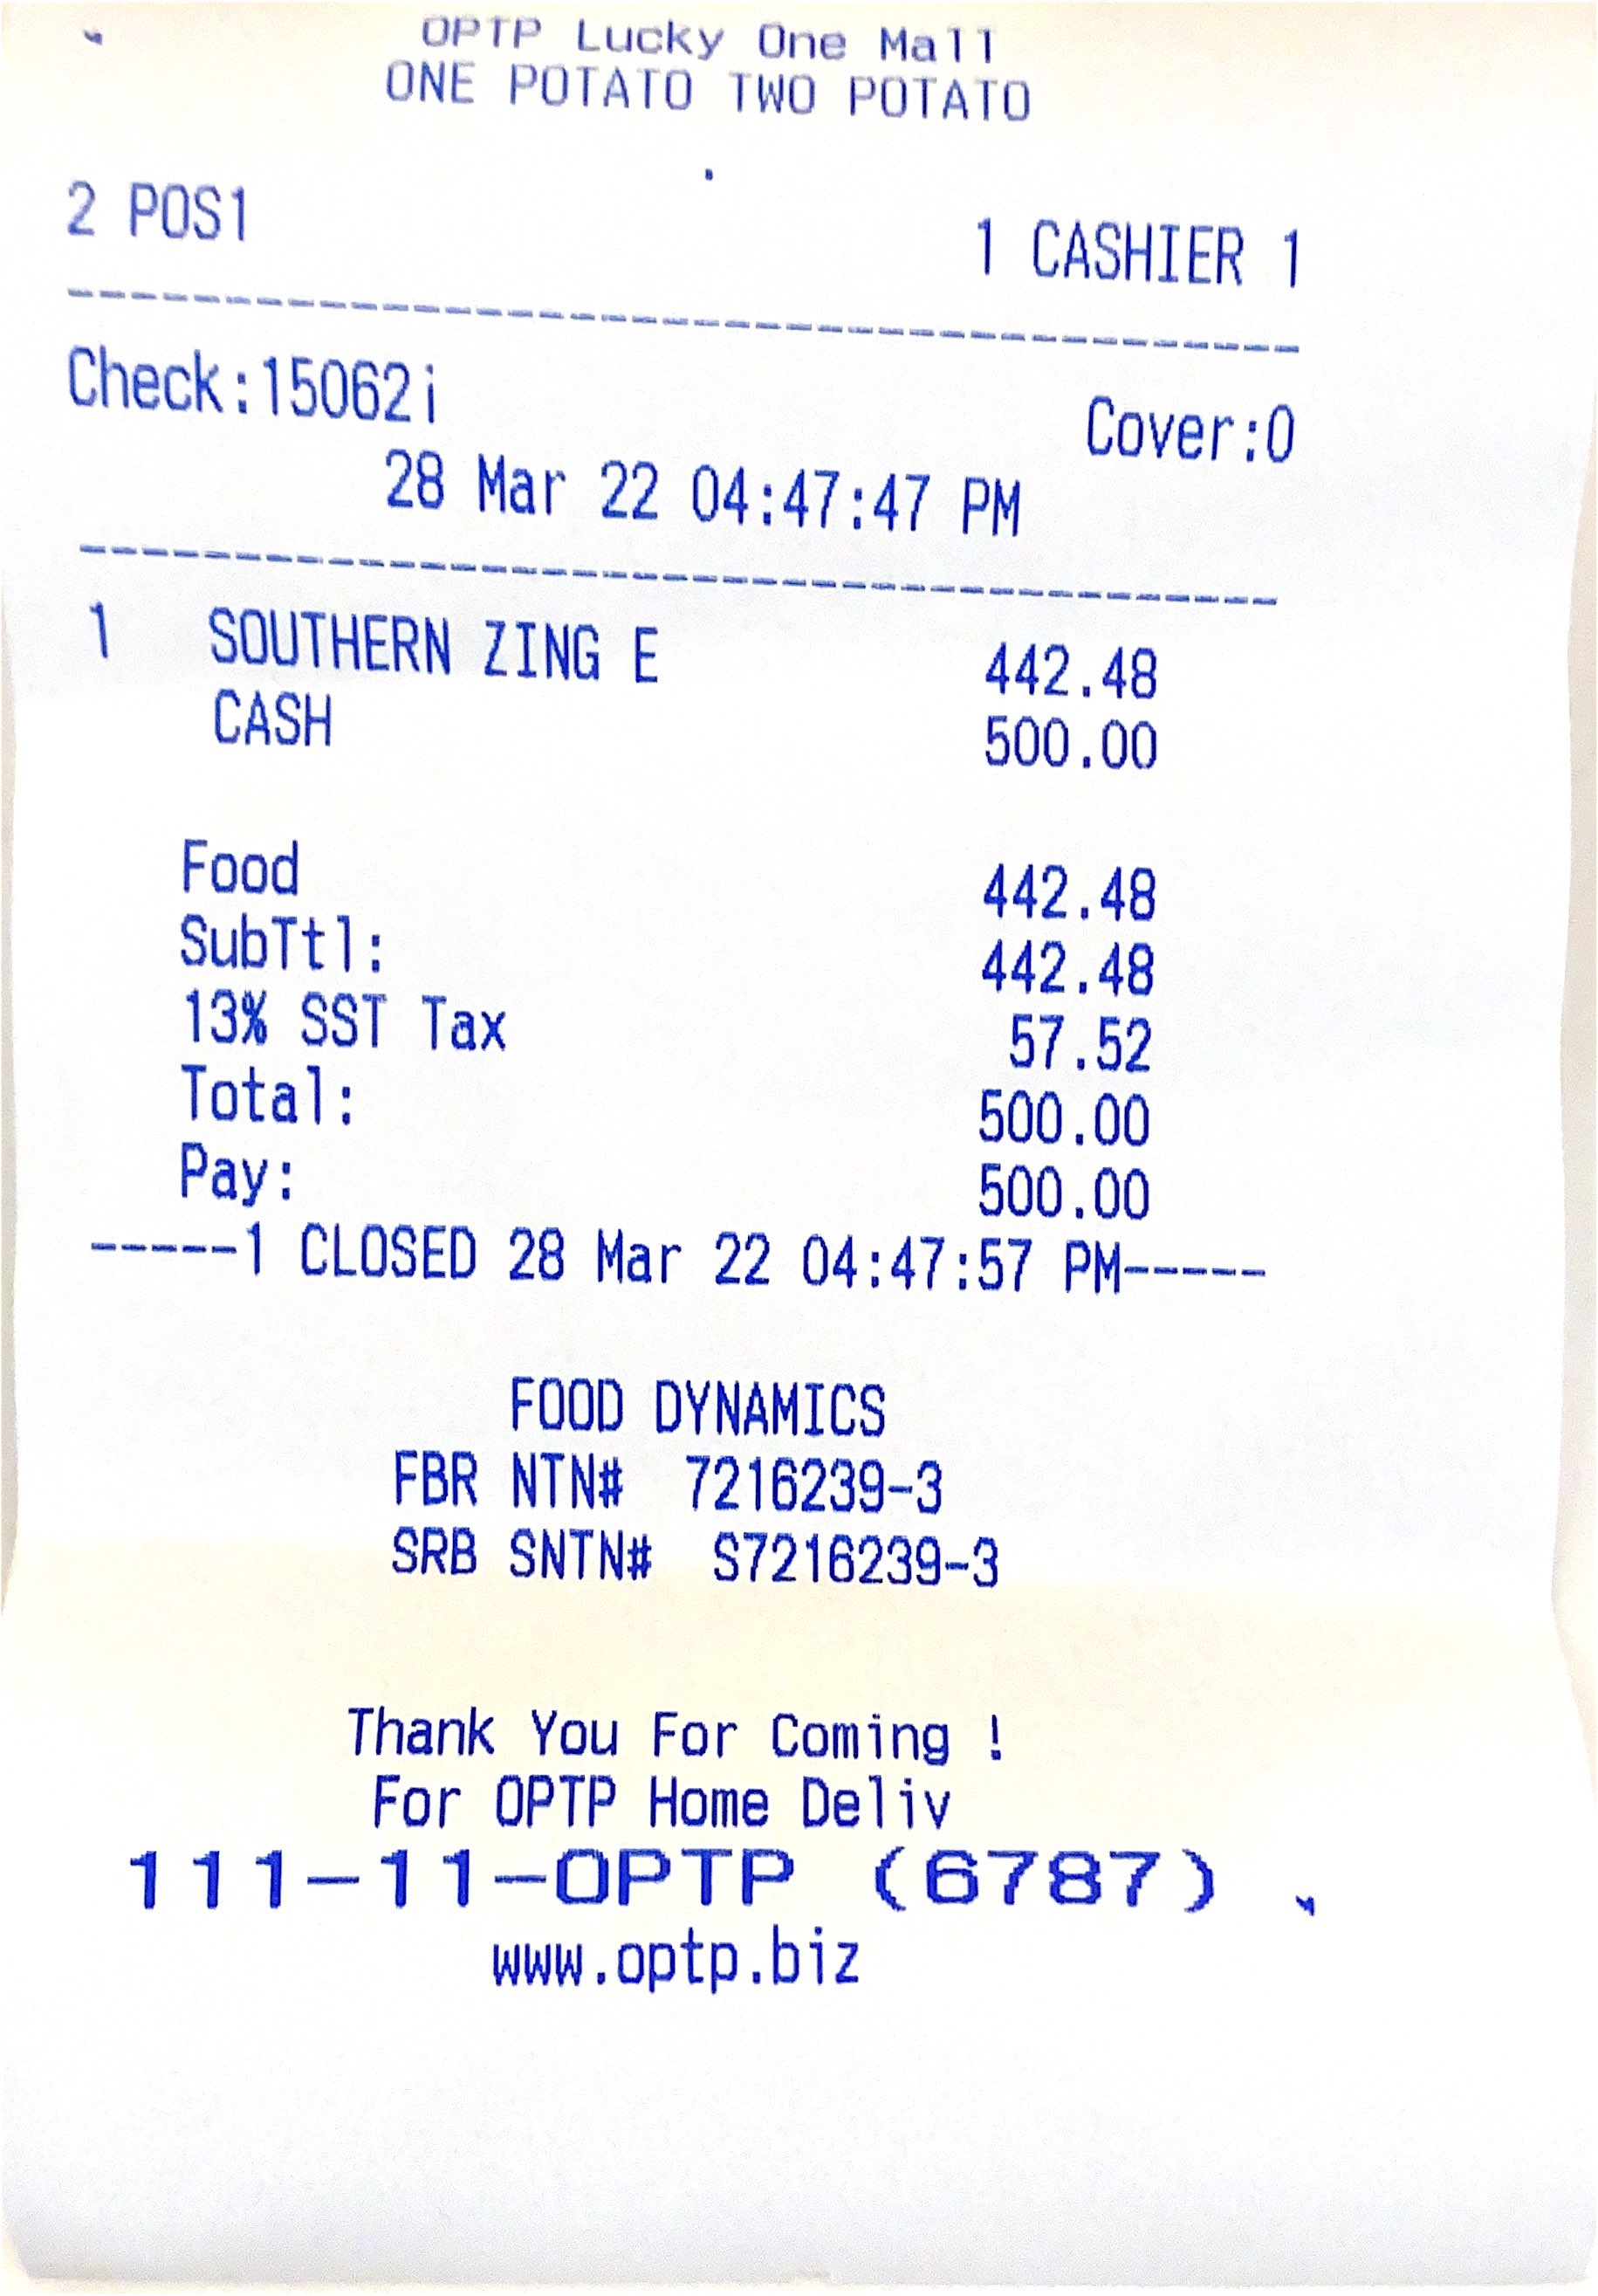 OPTP Lucky One Mall
ONE POTATO TWO POTATO
2 POS1 1 CASHIER 1
Check:15062i Cover:0
28 Mar 22 04:47:47 PM
1 SOUTHERN ZING E 442.48
CASH 500.00
Food 442.48
SubTtl: 442.48
13% SST Tax 57.52
Total: 500.00
Pay: 500.00
-----1 CLOSED 28 Mar 22 04:47:57 PM-----
FOOD DYNAMICS
FBR NTN# 7216239-3
SRB SNTN# S7216239-3
Thank You For Coming !
For OPTP Home Deliv
111-11-OPTP (6787)
www.optp.biz